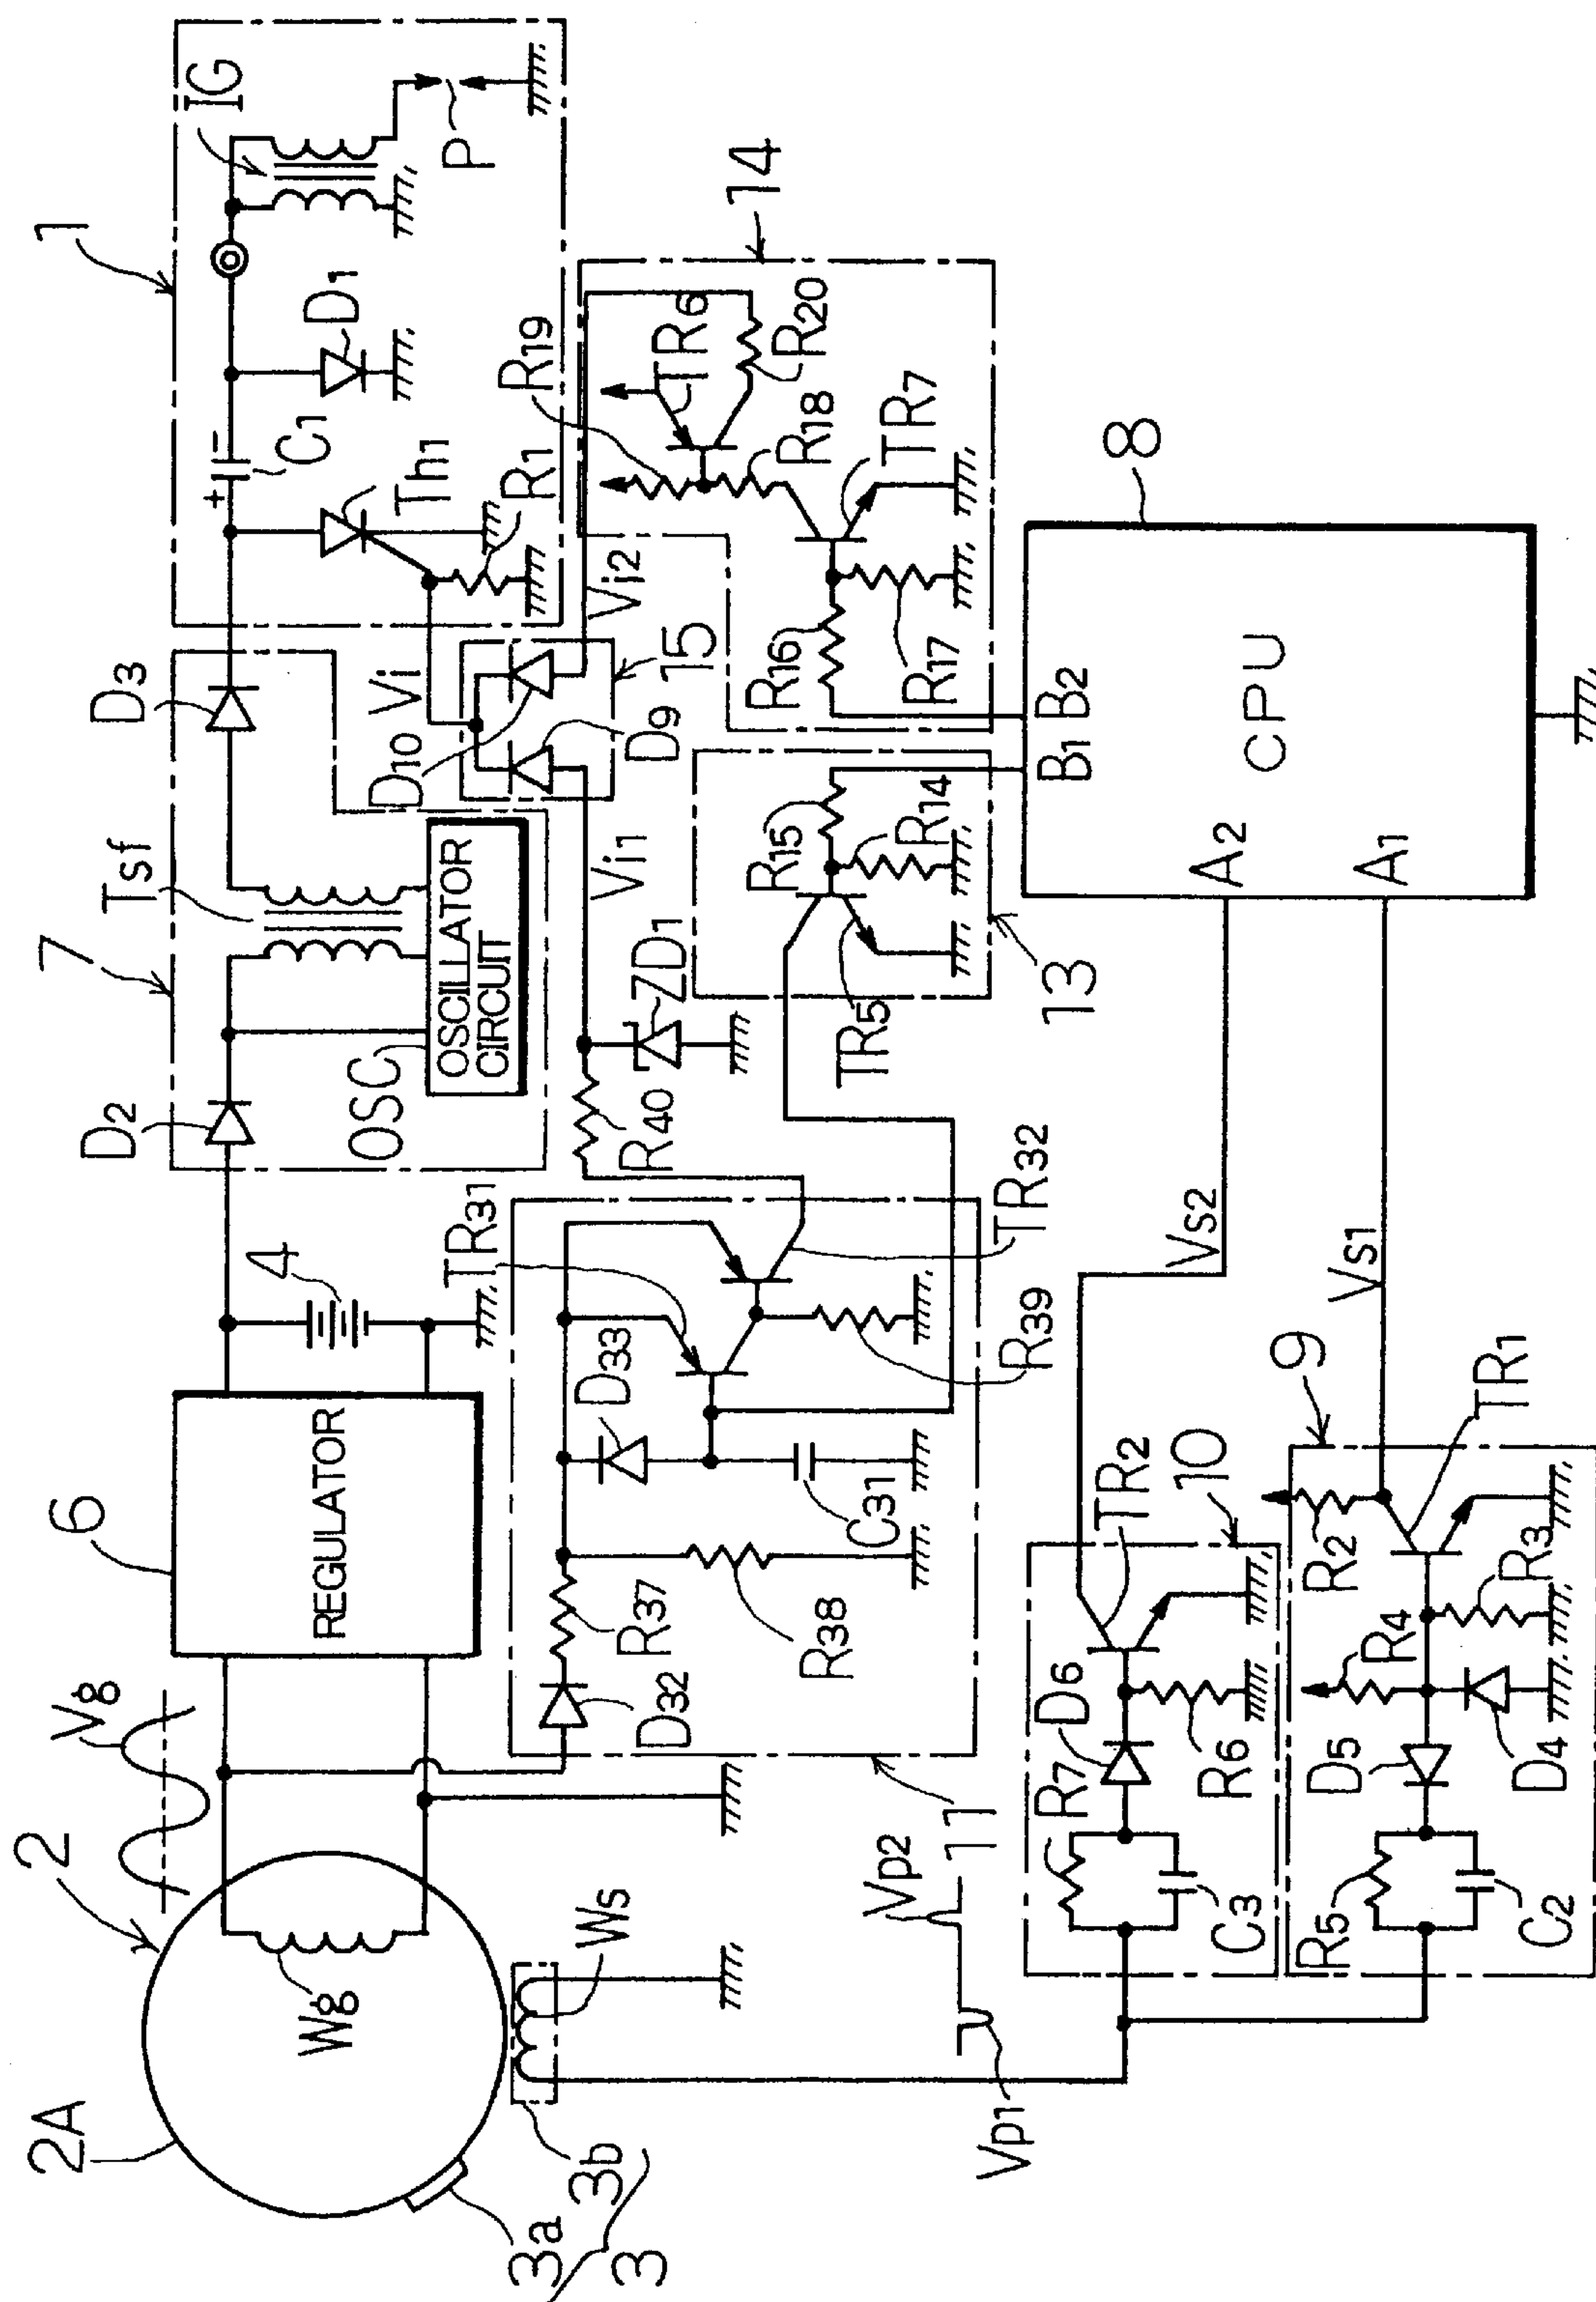 1
IG
P
D1
C1
+
−
Th1
R1
7
Tsf
D3
D2
OSC
OSCILLATOR
CIRCUIT
Vi
D10
D9
15
Vi2
Vi1
14
R19
TR6
R20
R18
TR7
R16
R17
R15
R14
TR5
13
ZD1
R40
8
CPU
B1
B2
A2
A1
6
REGULATOR
4
TR31
TR32
D33
R39
C31
R37
R38
D32
11
2
2A
Vg
Wg
Ws
3a
3b
3
Vp1
Vp2
Vs2
Vs1
10
TR2
D6
R7
R6
C3
9
TR1
R2
R3
R4
D5
D4
R5
C2